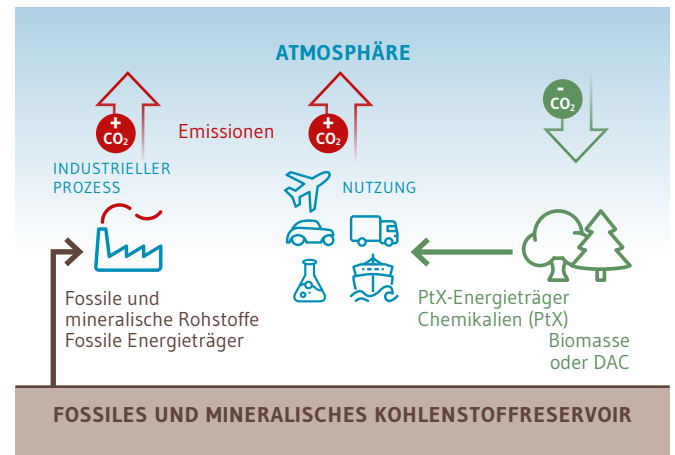 ATMOSPHÄRE
+
CO₂
Emissionen
+
CO₂
-
CO₂
INDUSTRIELLER
PROZESS
NUTZUNG
Fossile und
mineralische Rohstoffe
Fossile Energieträger
PtX-Energieträger
Chemikalien (PtX)
Biomasse
oder DAC
FOSSILES UND MINERALISCHES KOHLENSTOFFRESERVOIR